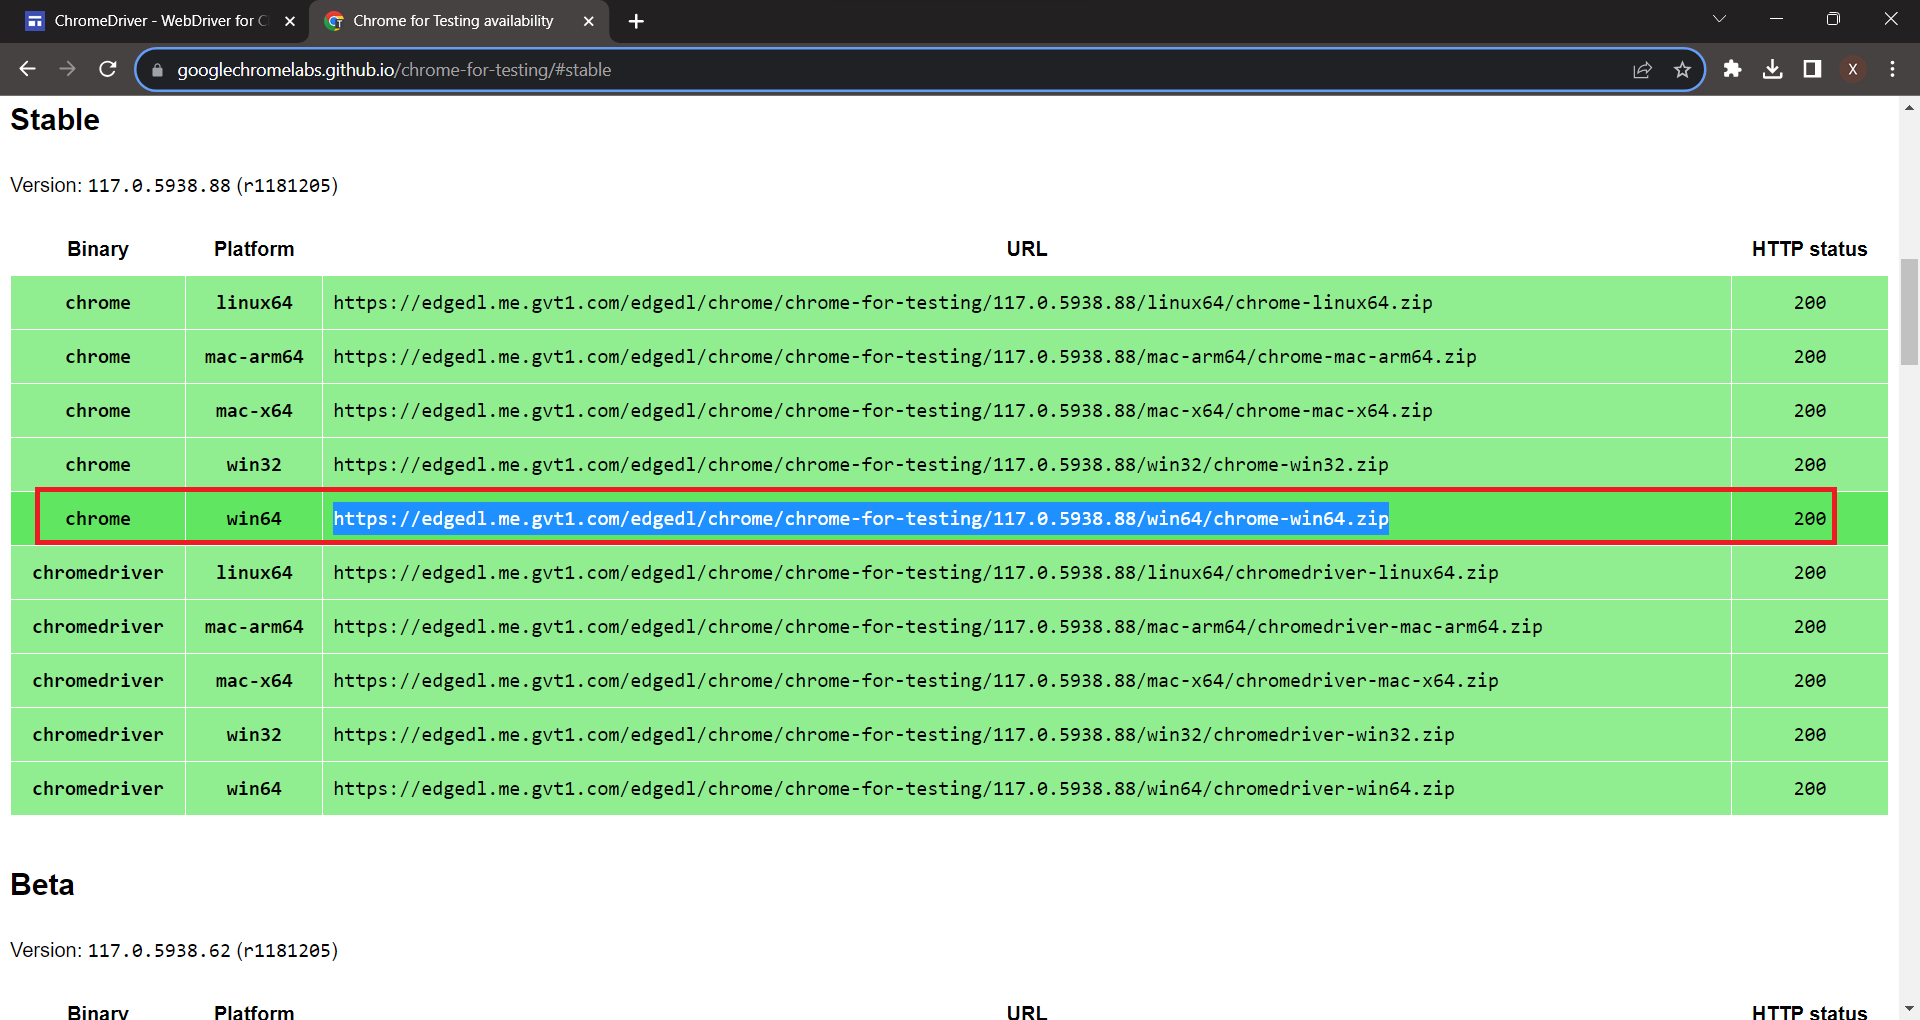 ChromeDriver - WebDriver for C
Chrome for Testing availability
googlechromelabs.github.io/chrome-for-testing/#stable
X
Stable
Version: 117.0.5938.88 (r1181205)
Binary Platform URL HTTP status
chrome linux64 https://edgedl.me.gvt1.com/edgedl/chrome/chrome-for-testing/117.0.5938.88/linux64/chrome-linux64.zip 200
chrome mac-arm64 https://edgedl.me.gvt1.com/edgedl/chrome/chrome-for-testing/117.0.5938.88/mac-arm64/chrome-mac-arm64.zip 200
chrome mac-x64 https://edgedl.me.gvt1.com/edgedl/chrome/chrome-for-testing/117.0.5938.88/mac-x64/chrome-mac-x64.zip 200
chrome win32 https://edgedl.me.gvt1.com/edgedl/chrome/chrome-for-testing/117.0.5938.88/win32/chrome-win32.zip 200
chrome win64 https://edgedl.me.gvt1.com/edgedl/chrome/chrome-for-testing/117.0.5938.88/win64/chrome-win64.zip 200
chromedriver linux64 https://edgedl.me.gvt1.com/edgedl/chrome/chrome-for-testing/117.0.5938.88/linux64/chromedriver-linux64.zip 200
chromedriver mac-arm64 https://edgedl.me.gvt1.com/edgedl/chrome/chrome-for-testing/117.0.5938.88/mac-arm64/chromedriver-mac-arm64.zip 200
chromedriver mac-x64 https://edgedl.me.gvt1.com/edgedl/chrome/chrome-for-testing/117.0.5938.88/mac-x64/chromedriver-mac-x64.zip 200
chromedriver win32 https://edgedl.me.gvt1.com/edgedl/chrome/chrome-for-testing/117.0.5938.88/win32/chromedriver-win32.zip 200
chromedriver win64 https://edgedl.me.gvt1.com/edgedl/chrome/chrome-for-testing/117.0.5938.88/win64/chromedriver-win64.zip 200
Beta
Version: 117.0.5938.62 (r1181205)
Binary Platform URL HTTP status